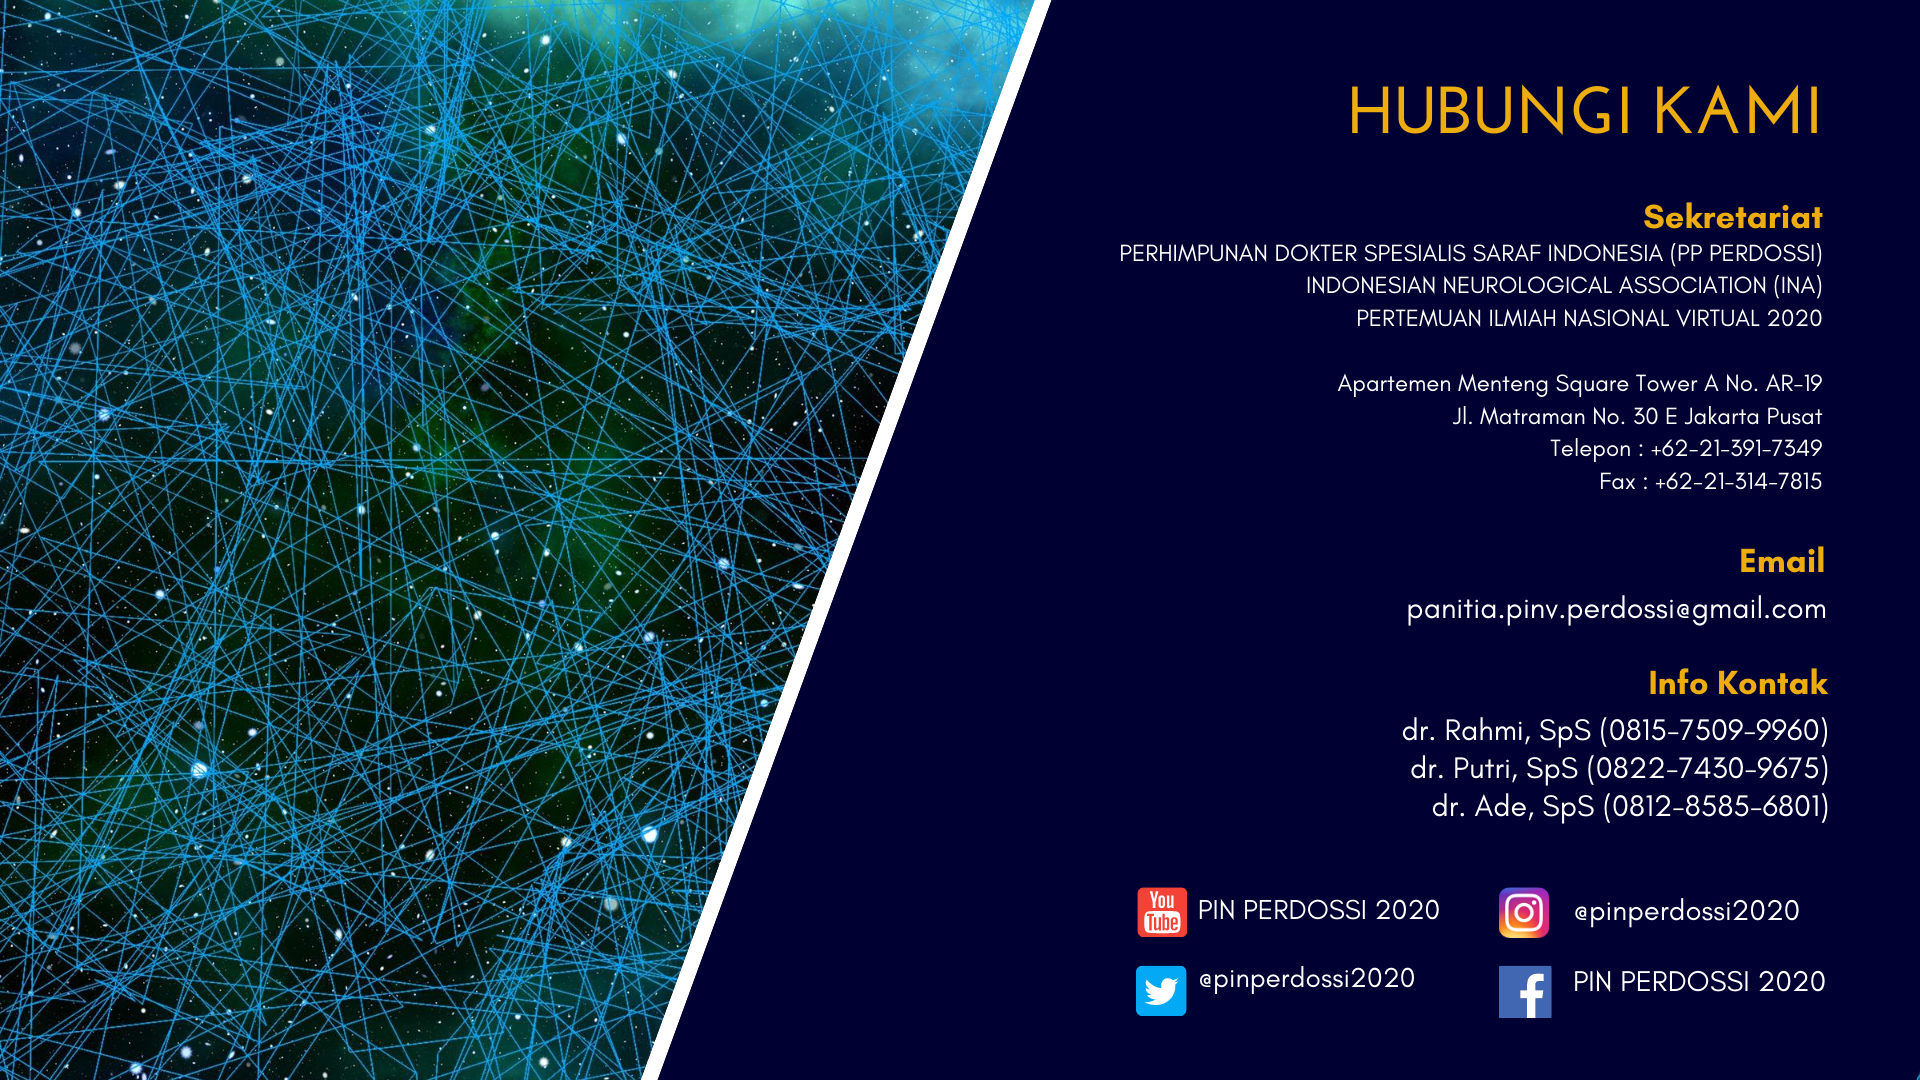 HUBUNGI KAMI
Sekretariat
PERHIMPUNAN DOKTER SPESIALIS SARAF INDONESIA (PP PERDOSSI)
INDONESIAN NEUROLOGICAL ASSOCIATION (INA)
PERTEMUAN ILMIAH NASIONAL VIRTUAL 2020
Apartemen Menteng Square Tower A No. AR-19
Jl. Matraman No. 30 E Jakarta Pusat
Telepon : +62-21-391-7349
Fax : +62-21-314-7815
Email
panitia.pinv.perdossi@gmail.com
Info Kontak
dr. Rahmi, SpS (0815-7509-9960)
dr. Putri, SpS (0822-7430-9675)
dr. Ade, SpS (0812-8585-6801)
You
Tube
PIN PERDOSSI 2020
@pinperdossi2020
@pinperdossi2020
PIN PERDOSSI 2020